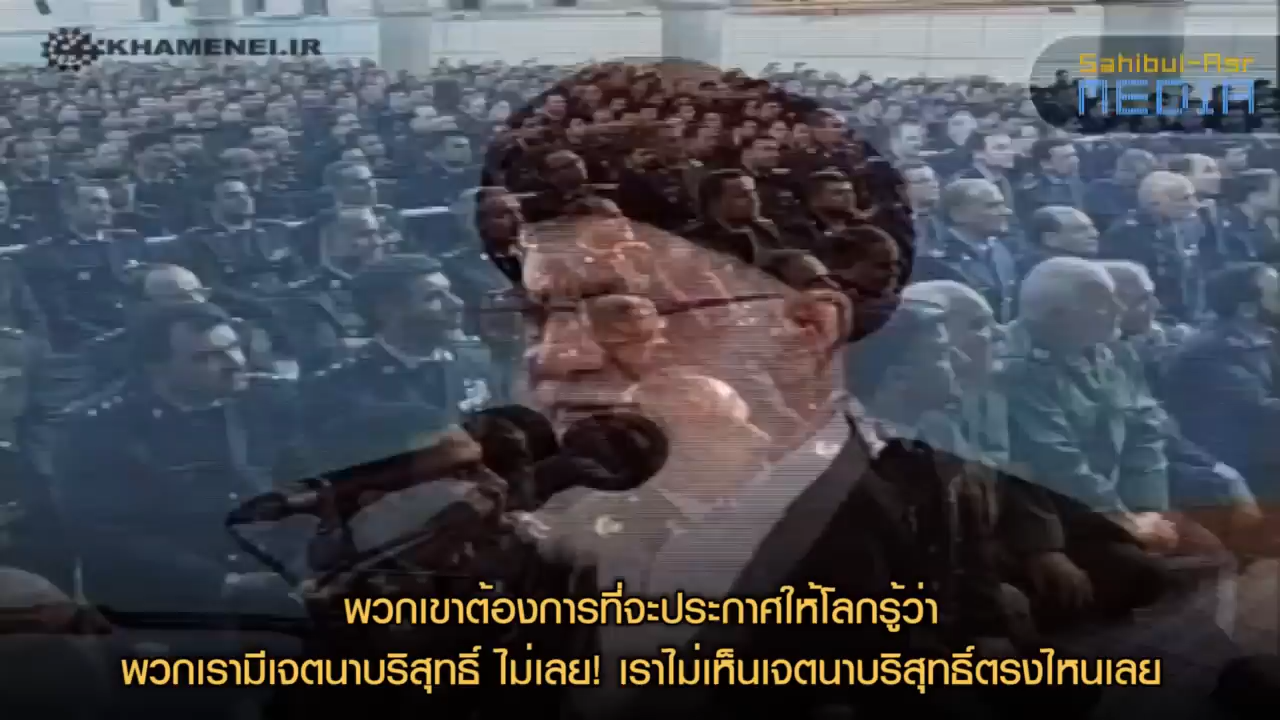 KHAMENEI.IR
Sahibul-Asr
MEDIA
พวกเขาต้องการที่จะประกาศให้โลกรู้ว่า
พวกเรามีเจตนาบริสุทธิ์ ไม่เลย! เราไม่เห็นเจตนาบริสุทธิ์ตรงไหนเลย